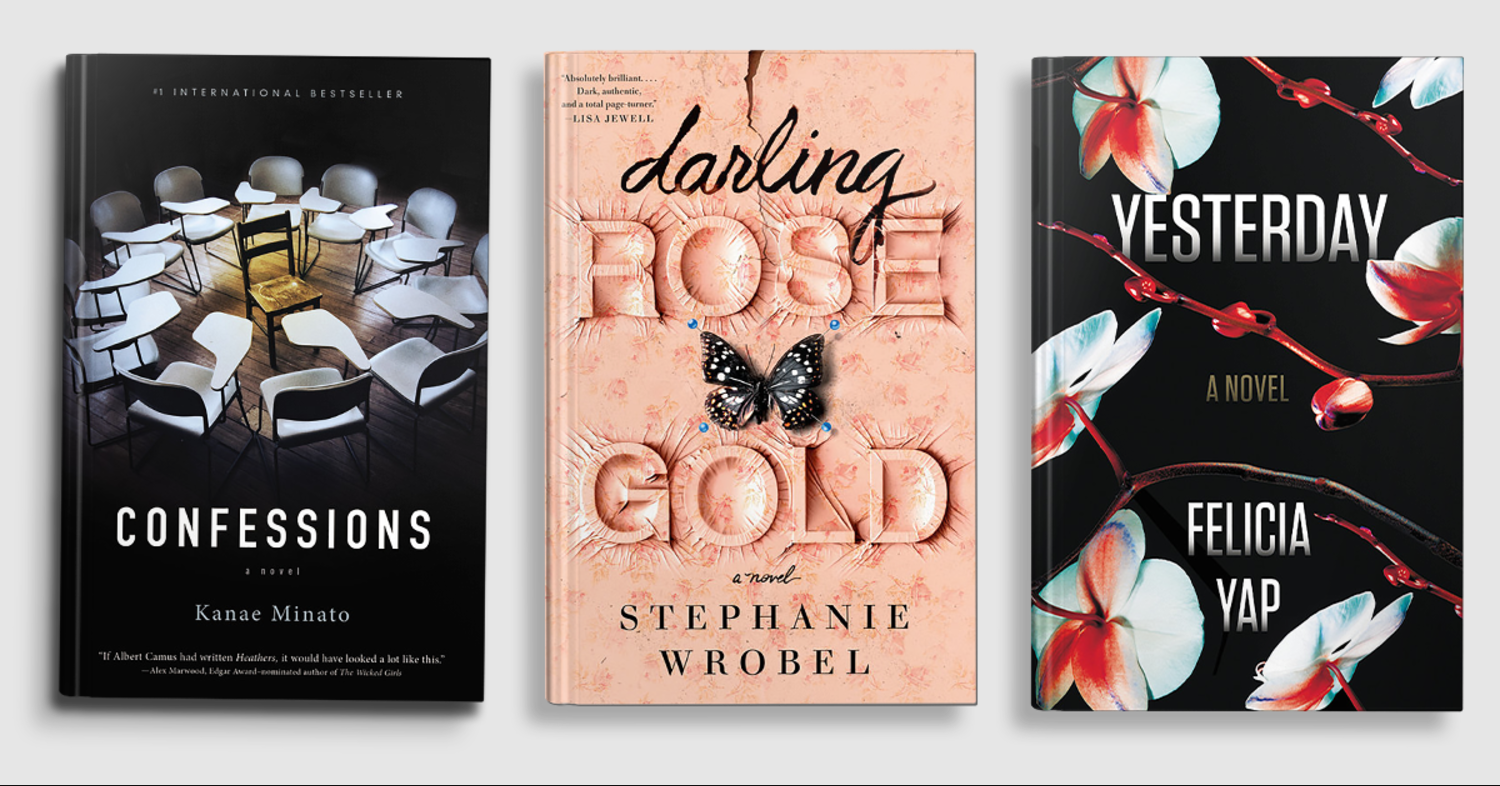 #1 INTERNATIONAL BESTSELLER
CONFESSIONS
a novel
Kanae Minato
"If Albert Camus had written Heathers, it would have looked a lot like this."
—Alex Marwood, Edgar Award–nominated author of The Wicked Girls
"Absolutely brilliant. . . .
Dark, authentic,
and a total page-turner."
—LISA JEWELL
darling
ROSE
GOLD
a novel
STEPHANIE
WROBEL
YESTERDAY
A NOVEL
FELICIA
YAP